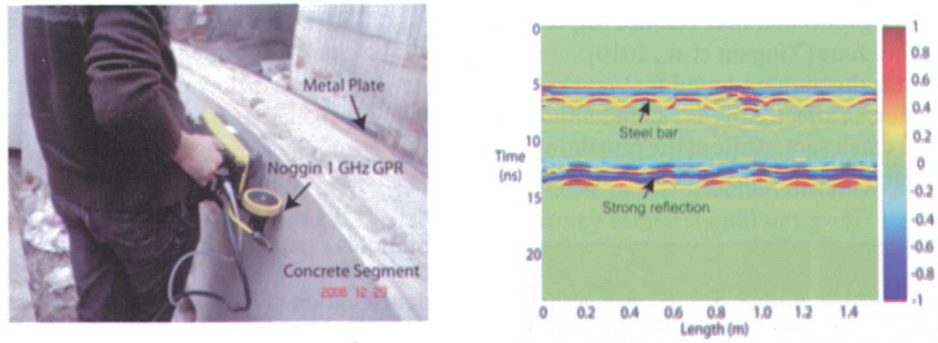 Metal Plate
Noggin 1 GHz GPR
Concrete Segment
2006 12 29
0
5
10
15
20
Time
(ns)
Steel bar
Strong reflection
0 0.2 0.4 0.6 0.8 1.0 1.2 1.4
Length (m)
1
0.8
0.6
0.4
0.2
0
-0.2
-0.4
-0.6
-0.8
-1